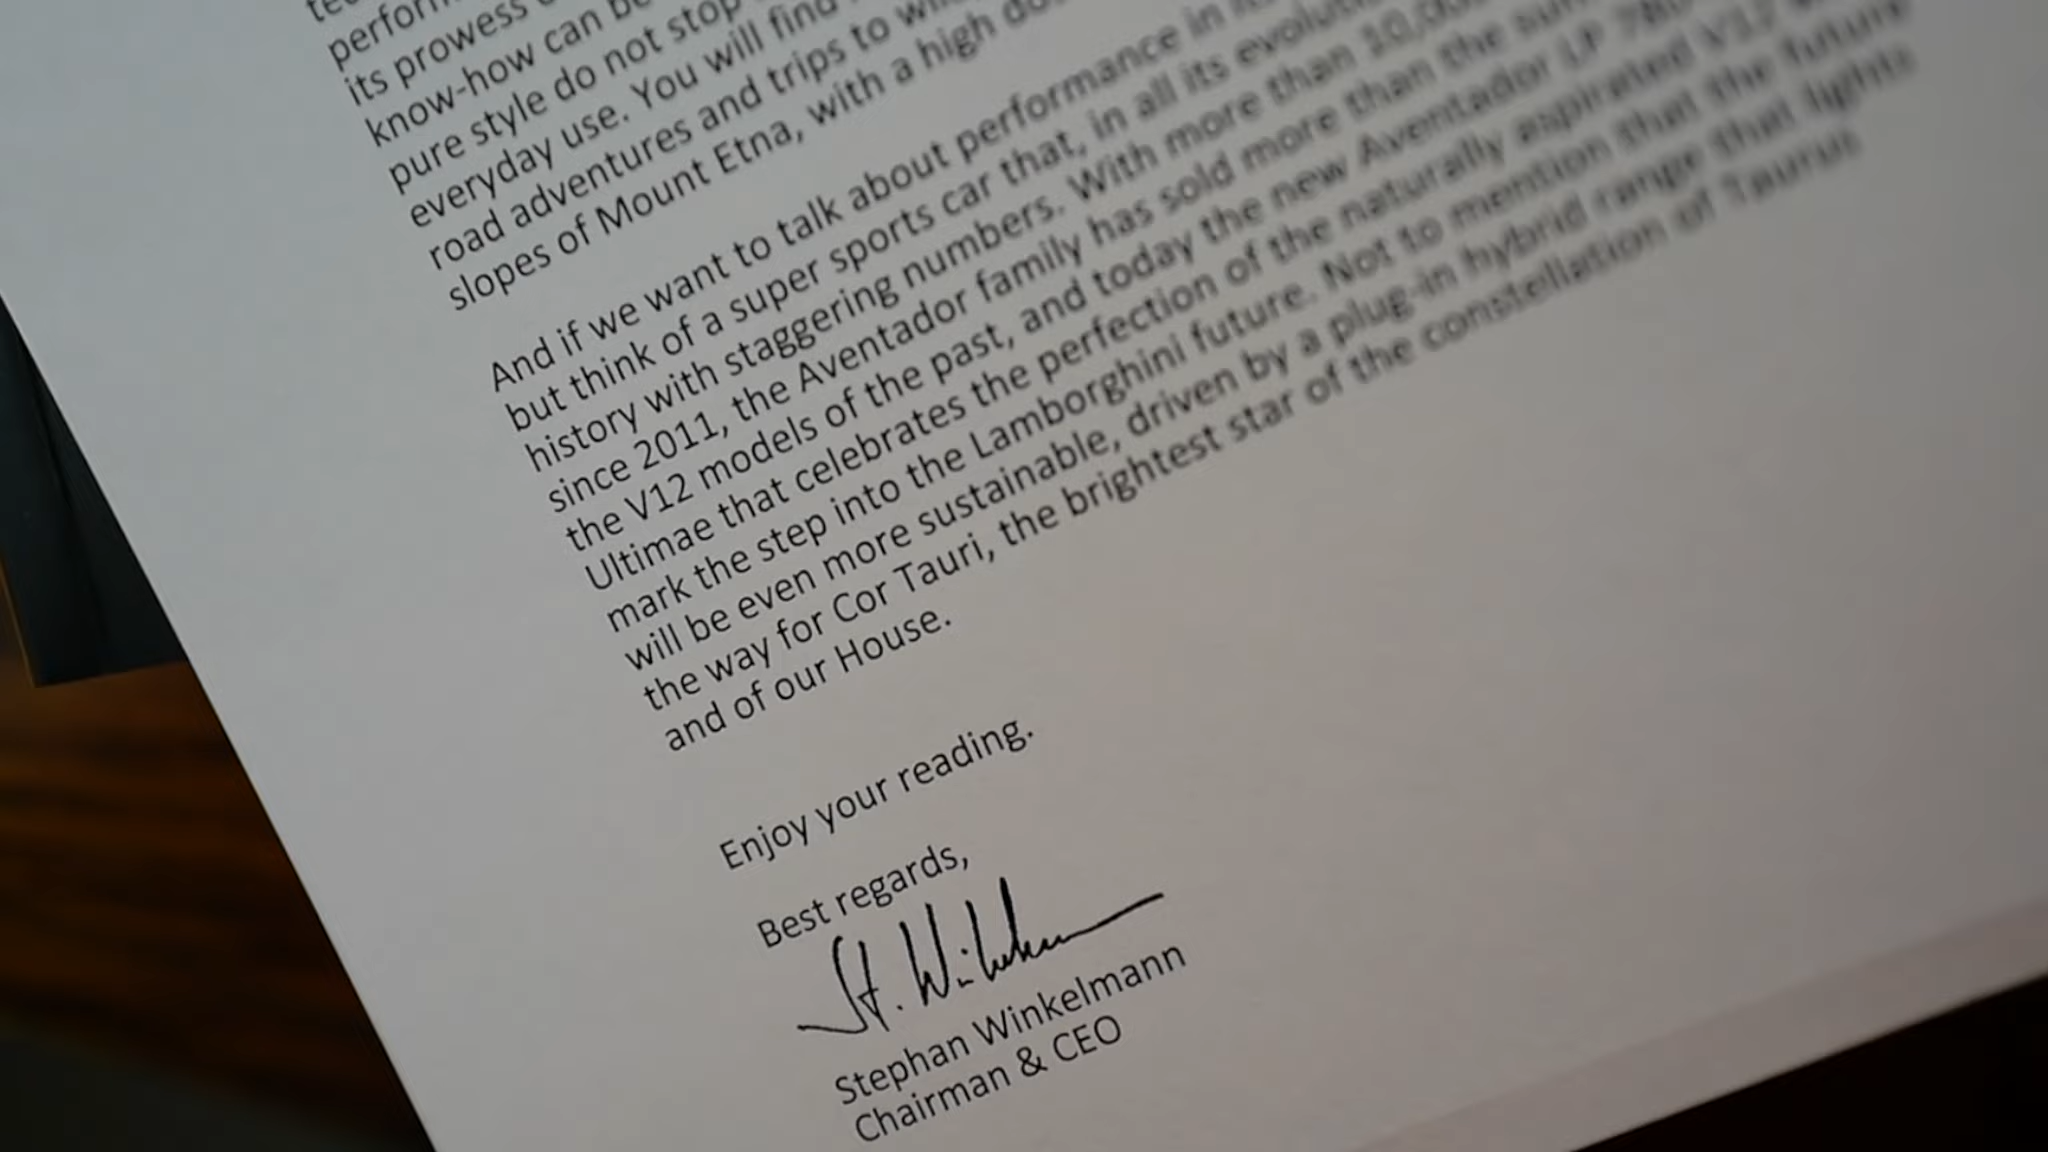 perform
its prowess
know-how can be
pure style do not stop
everyday use. You will find
road adventures and trips to
slopes of Mount Etna, with a high
And if we want to talk about performance in
but think of a super sports car that, in all its
history with staggering numbers. With more than
since 2011, the Aventador family has sold more than the
the V12 models of the past, and today the new Aventador LP
Ultimae that celebrates the perfection of the naturally aspirated V12
mark the step into the Lamborghini future. Not to mention that the future
will be even more sustainable, driven by a plug-in hybrid range that lights
the way for Cor Tauri, the brightest star of the constellation of Taurus
and of our House.
Enjoy your reading.
Best regards,
St. Winkelmann
Stephan Winkelmann
Chairman & CEO